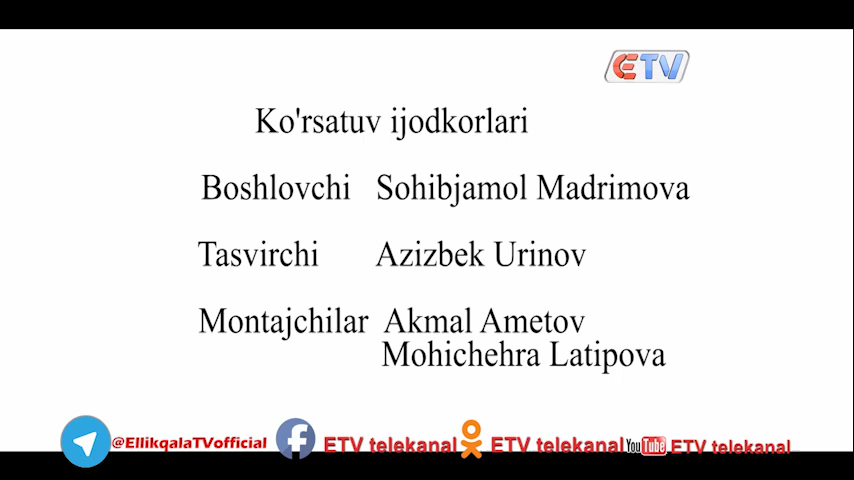 ETV
Ko'rsatuv ijodkorlari
Boshlovchi Sohibjamol Madrimova
Tasvirchi Azizbek Urinov
Montajchilar Akmal Ametov
Mohichehra Latipova
@EllikqalaTVofficial ETV telekanal ETV telekanal YouTube ETV telekanal